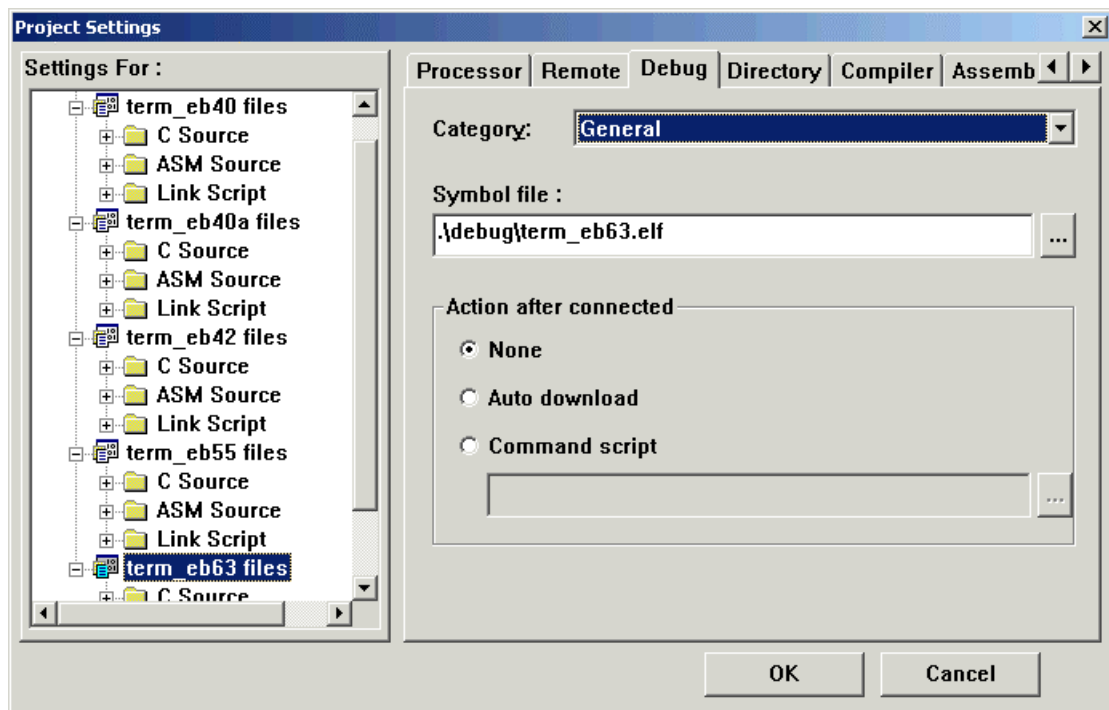 Project Settings
Settings For :
term_eb40 files
C Source
ASM Source
Link Script
term_eb40a files
C Source
ASM Source
Link Script
term_eb42 files
C Source
ASM Source
Link Script
term_eb55 files
C Source
ASM Source
Link Script
term_eb63 files
C Source
Processor Remote Debug Directory Compiler Assemb
Category: General
Symbol file :
.\debug\term_eb63.elf
...
Action after connected
None
Auto download
Command script
...
OK Cancel